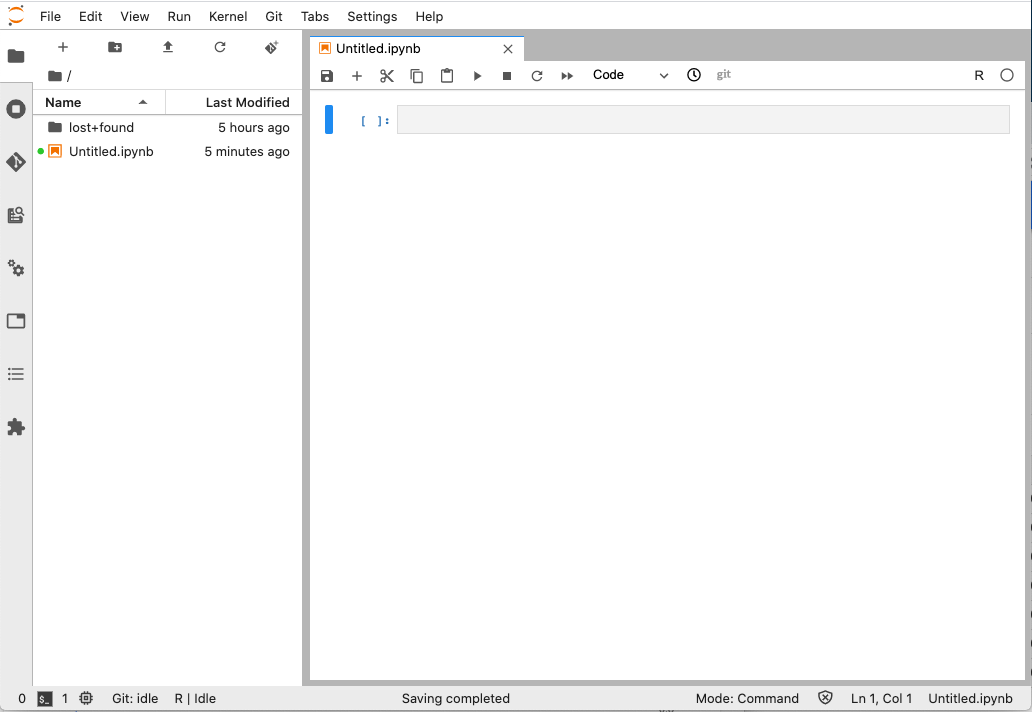 File Edit View Run Kernel Git Tabs Settings Help
/
Name Last Modified
lost+found 5 hours ago
Untitled.ipynb 5 minutes ago
Untitled.ipynb
Code git R
[ ]:
0 $_ 1 Git: idle R | Idle Saving completed Mode: Command Ln 1, Col 1 Untitled.ipynb